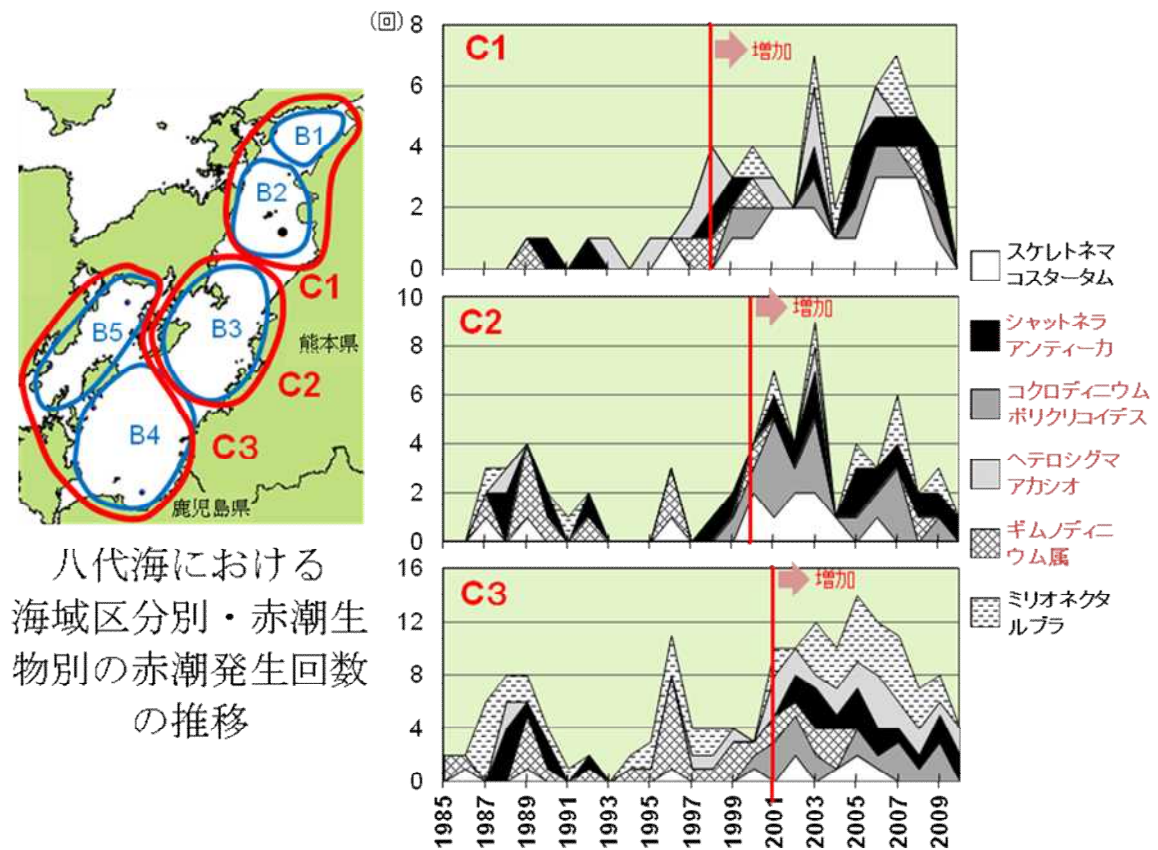 (回)
8
6
4
2
0
C1
増加
10
8
6
4
2
0
C2
増加
16
12
8
4
0
C3
増加
1985
1987
1989
1991
1993
1995
1997
1999
2001
2003
2005
2007
2009
B1
B2
C1
B5
B3
熊本県
C2
B4
C3
鹿児島県
八代海における
海域区分別・赤潮生
物別の赤潮発生回数
の推移
スケレトネマ
コスタータム
シャットネラ
アンティーカ
コクロディニウム
ポリクリコイデス
ヘテロシグマ
アカシオ
ギムノディニ
ウム属
ミリオネクタ
ルブラ